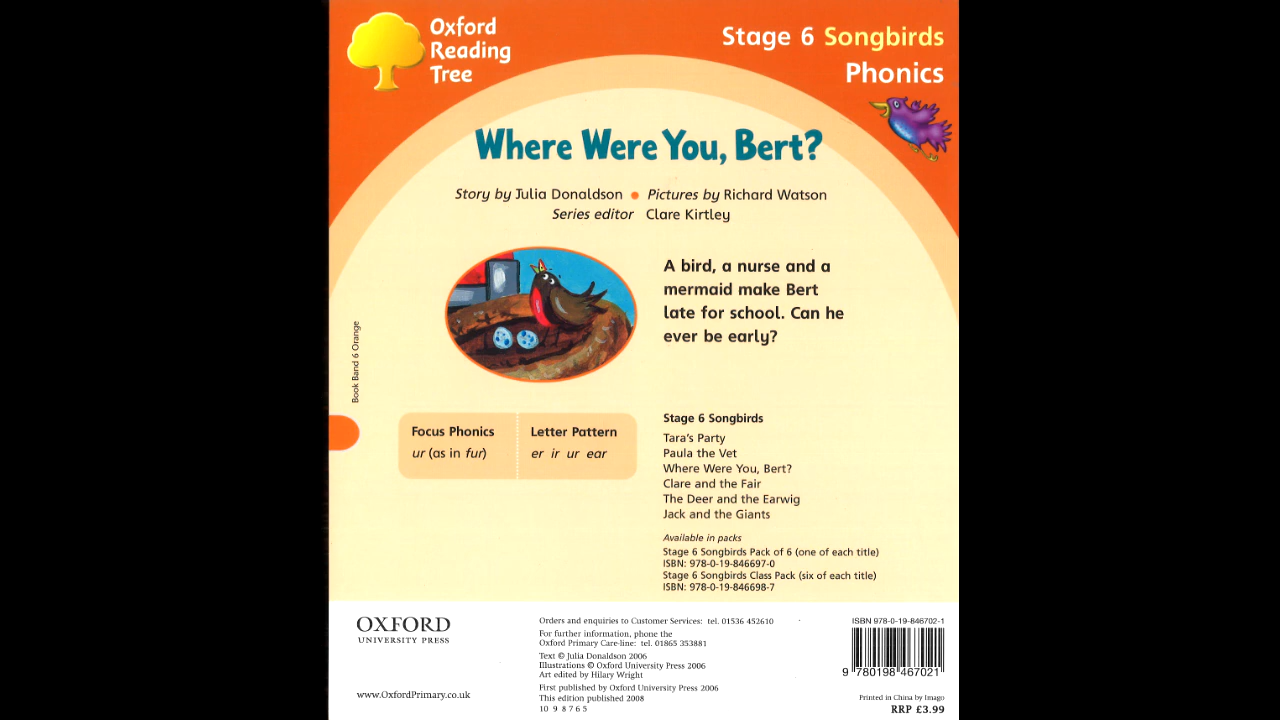 Oxford
Reading
Tree
Stage 6 Songbirds
Phonics
Where Were You, Bert?
Story by Julia Donaldson • Pictures by Richard Watson
Series editor Clare Kirtley
A bird, a nurse and a
mermaid make Bert
late for school. Can he
ever be early?
Book Band 6 Orange
Focus Phonics
ur (as in fur)
Letter Pattern
er ir ur ear
Stage 6 Songbirds
Tara's Party
Paula the Vet
Where Were You, Bert?
Clare and the Fair
The Deer and the Earwig
Jack and the Giants
Available in packs
Stage 6 Songbirds Pack of 6 (one of each title)
ISBN: 978-0-19-846697-0
Stage 6 Songbirds Class Pack (six of each title)
ISBN: 978-0-19-846698-7
OXFORD
UNIVERSITY PRESS
www.OxfordPrimary.co.uk
Orders and enquiries to Customer Services: tel. 01536 452610
For further information, phone the
Oxford Primary Care-line: tel. 01865 353881
Text © Julia Donaldson 2006
Illustrations © Oxford University Press 2006
Art edited by Hilary Wright
First published by Oxford University Press 2006
This edition published 2008
10 9 8 7 6 5
ISBN 978-0-19-846702-1
9 780198 467021
Printed in China by Imago
RRP £3.99